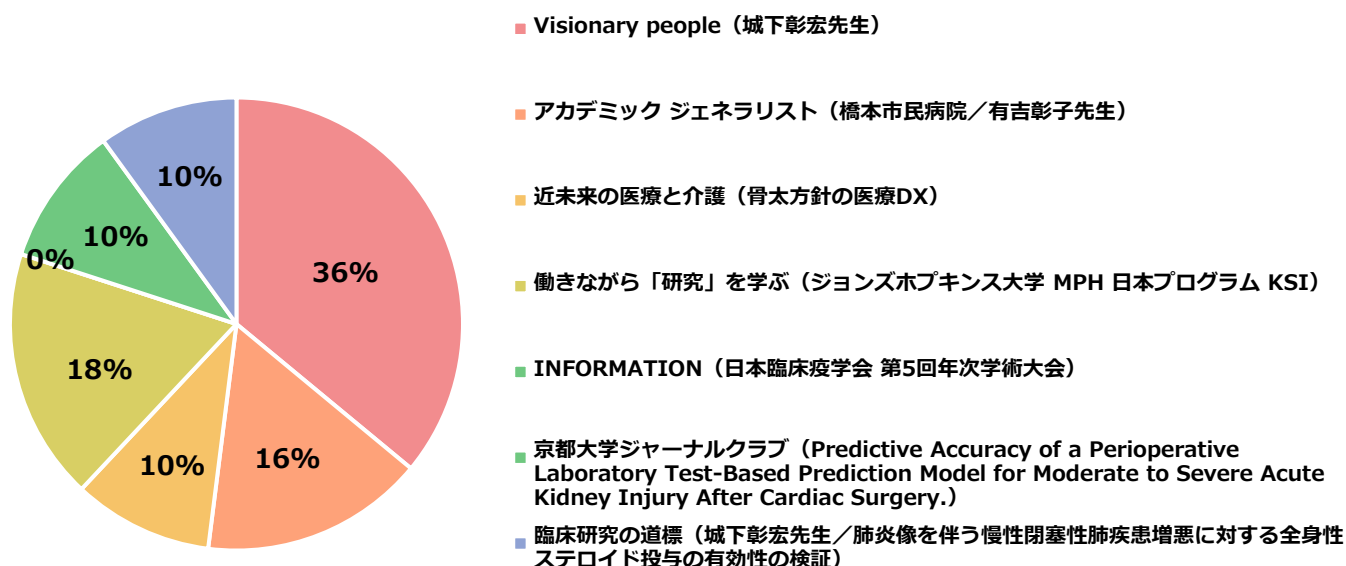 Visionary people（城下彰宏先生）
アカデミック ジェネラリスト（橋本市民病院／有吉彰子先生）
近未来の医療と介護（骨太方針の医療DX）
働きながら「研究」を学ぶ（ジョンズホプキンス大学 MPH 日本プログラム KSI）
INFORMATION（日本臨床疫学会 第5回年次学術大会）
京都大学ジャーナルクラブ（Predictive Accuracy of a Perioperative
Laboratory Test-Based Prediction Model for Moderate to Severe Acute
Kidney Injury After Cardiac Surgery.）
臨床研究の道標（城下彰宏先生／肺炎像を伴う慢性閉塞性肺疾患増悪に対する全身性
ステロイド投与の有効性の検証）
36%
16%
10%
18%
0%
10%
10%